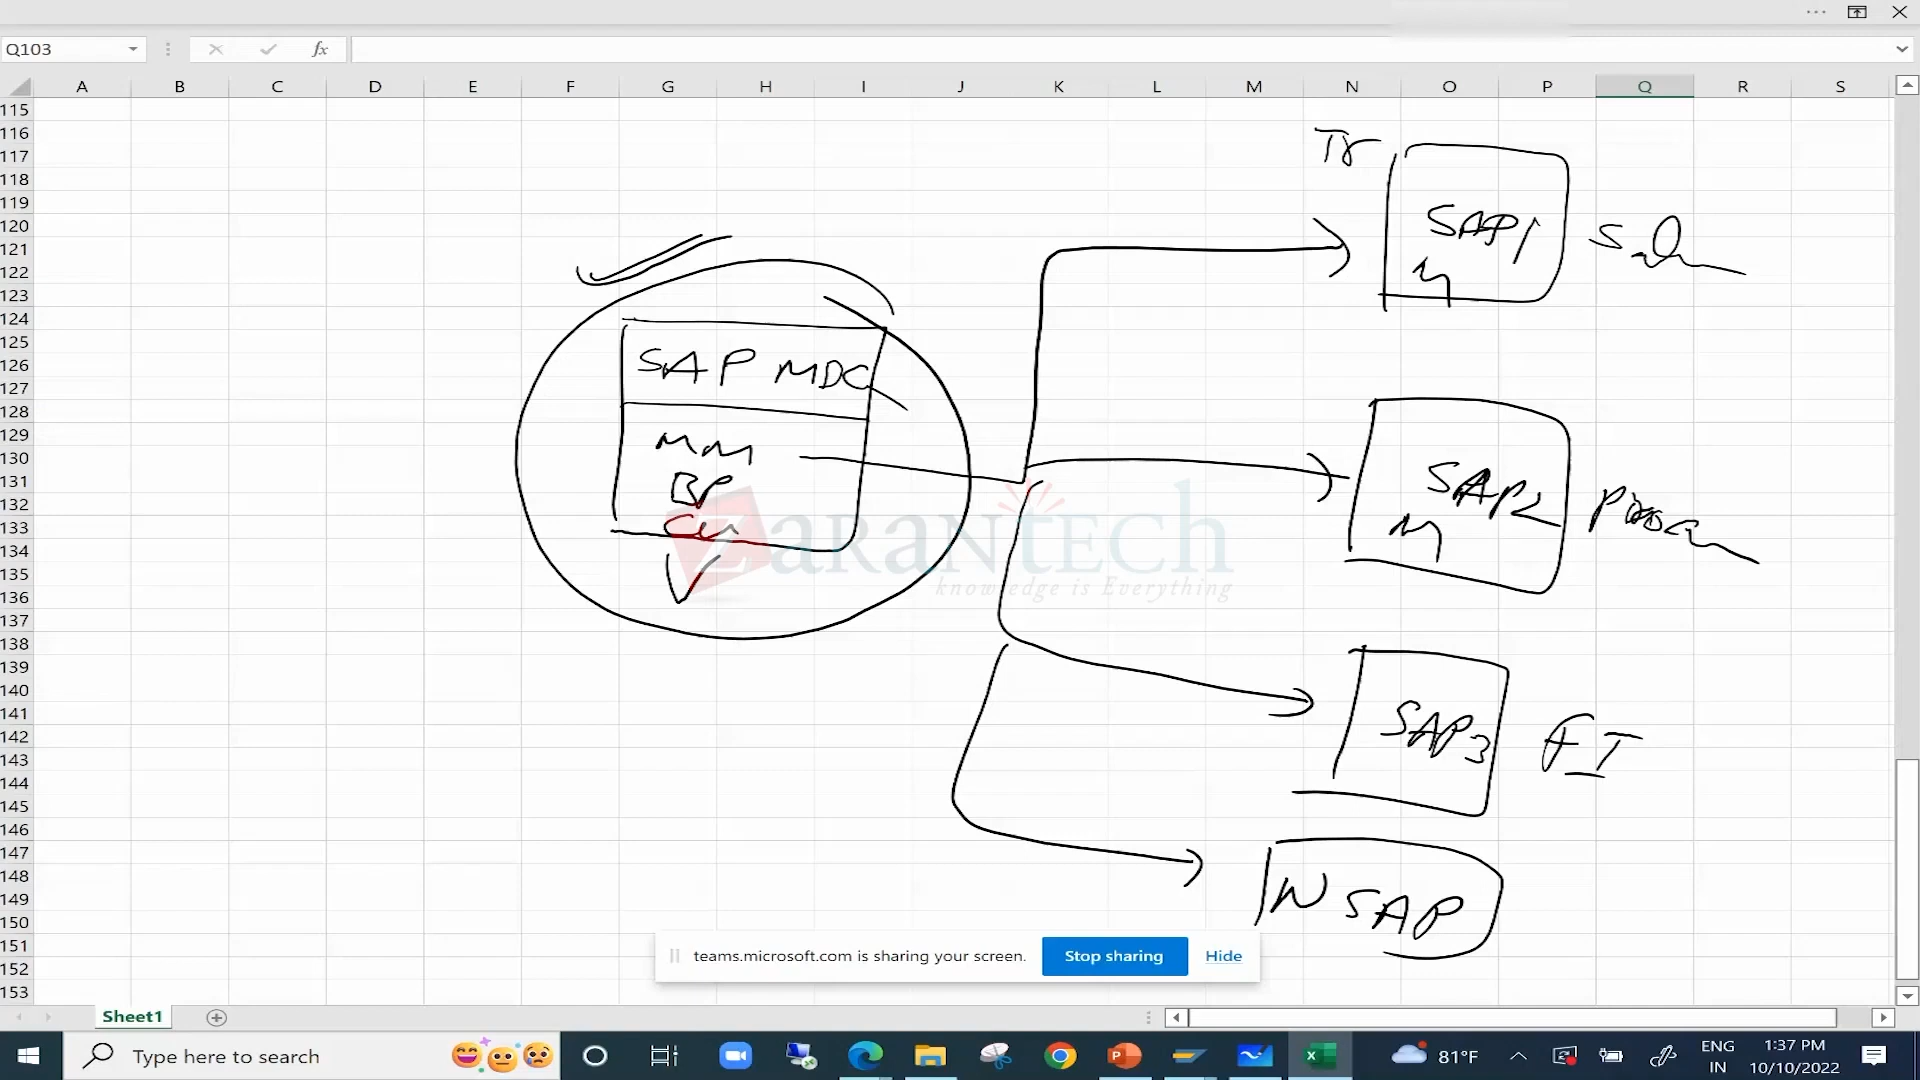 Q103
fx
A B C D E F G H I J K L M N O P Q R S
115
116
117
118
119
120
121
122
123
124
125
126
127
128
129
130
131
132
133
134
135
136
137
138
139
140
141
142
143
144
145
146
147
148
149
150
151
152
153
Tr
SAP1
M
SAP MDG
MM
BP
Cu
V
SAP2
M
SAP3
FI
N SAP
ZaranTech
knowledge is Everything
teams.microsoft.com is sharing your screen.
Stop sharing
Hide
Sheet1
Type here to search
81°F
ENG
IN
1:37 PM
10/10/2022